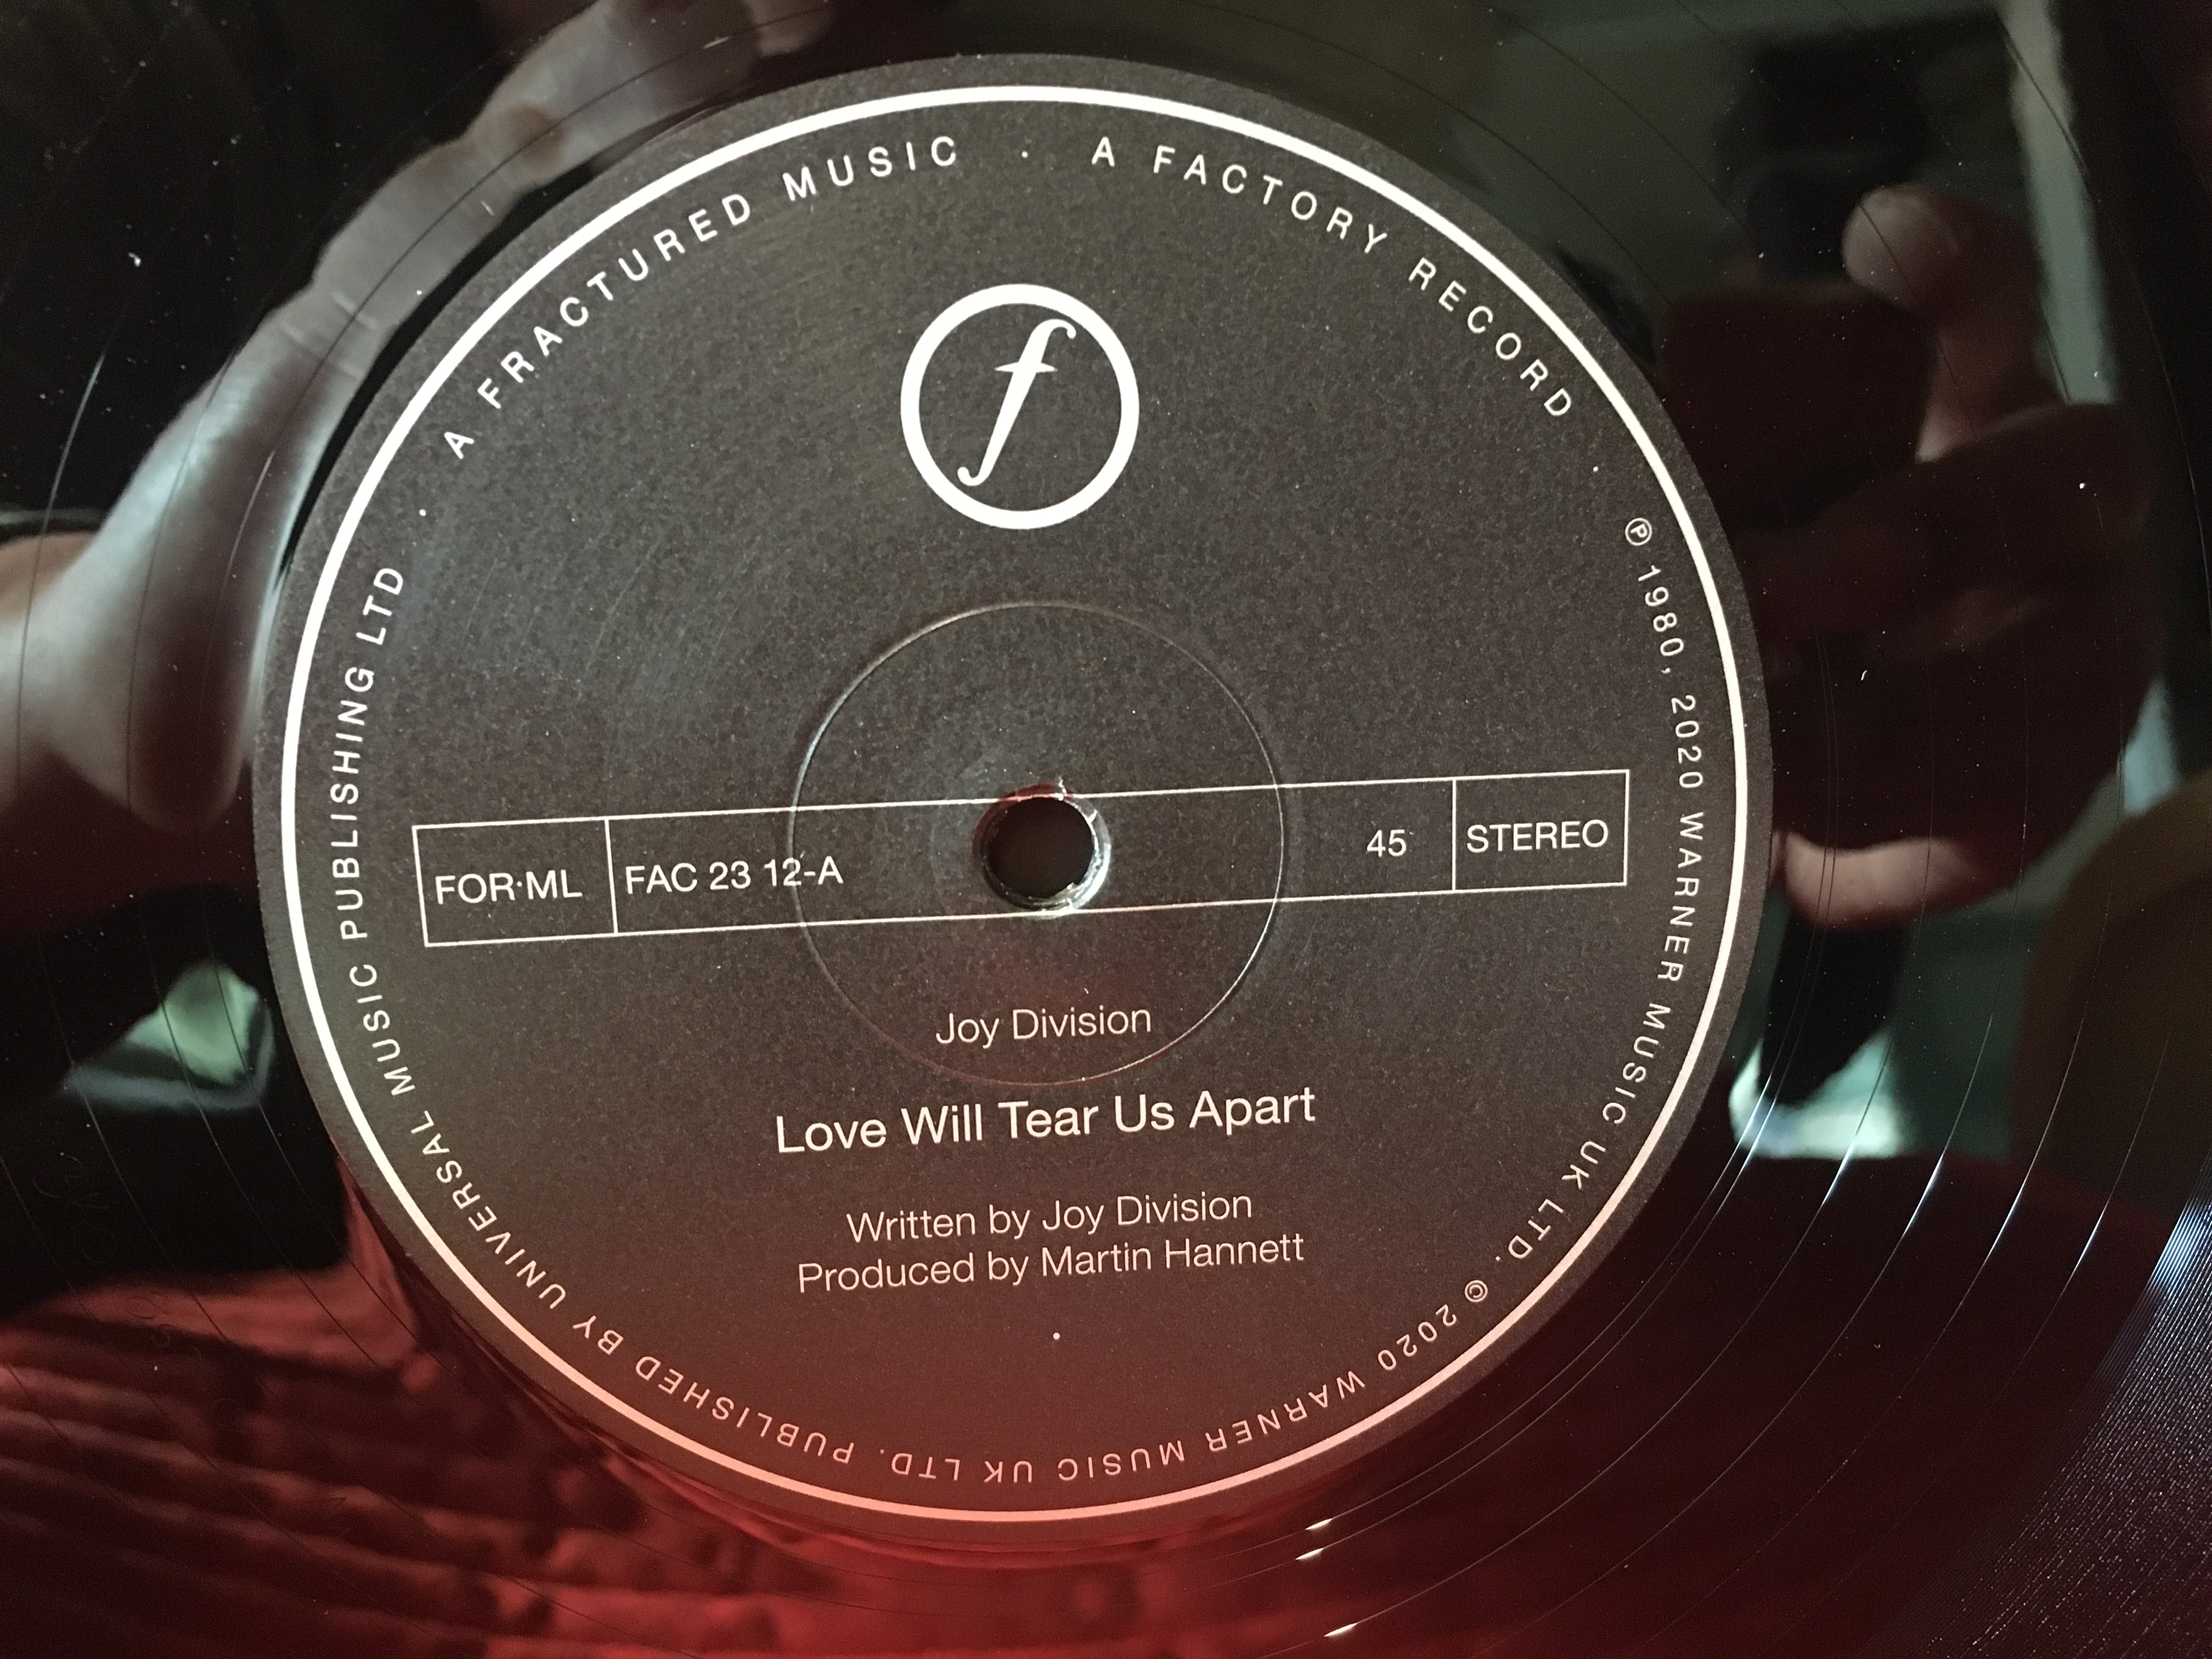 A FRACTURED MUSIC · A FACTORY RECORD · ℗ 1980, 2020 WARNER MUSIC UK LTD. © 2020 WARNER MUSIC UK LTD. PUBLISHED BY UNIVERSAL MUSIC PUBLISHING LTD ·
f
FOR·ML FAC 23 12-A 45 STEREO
Joy Division
Love Will Tear Us Apart
Written by Joy Division
Produced by Martin Hannett